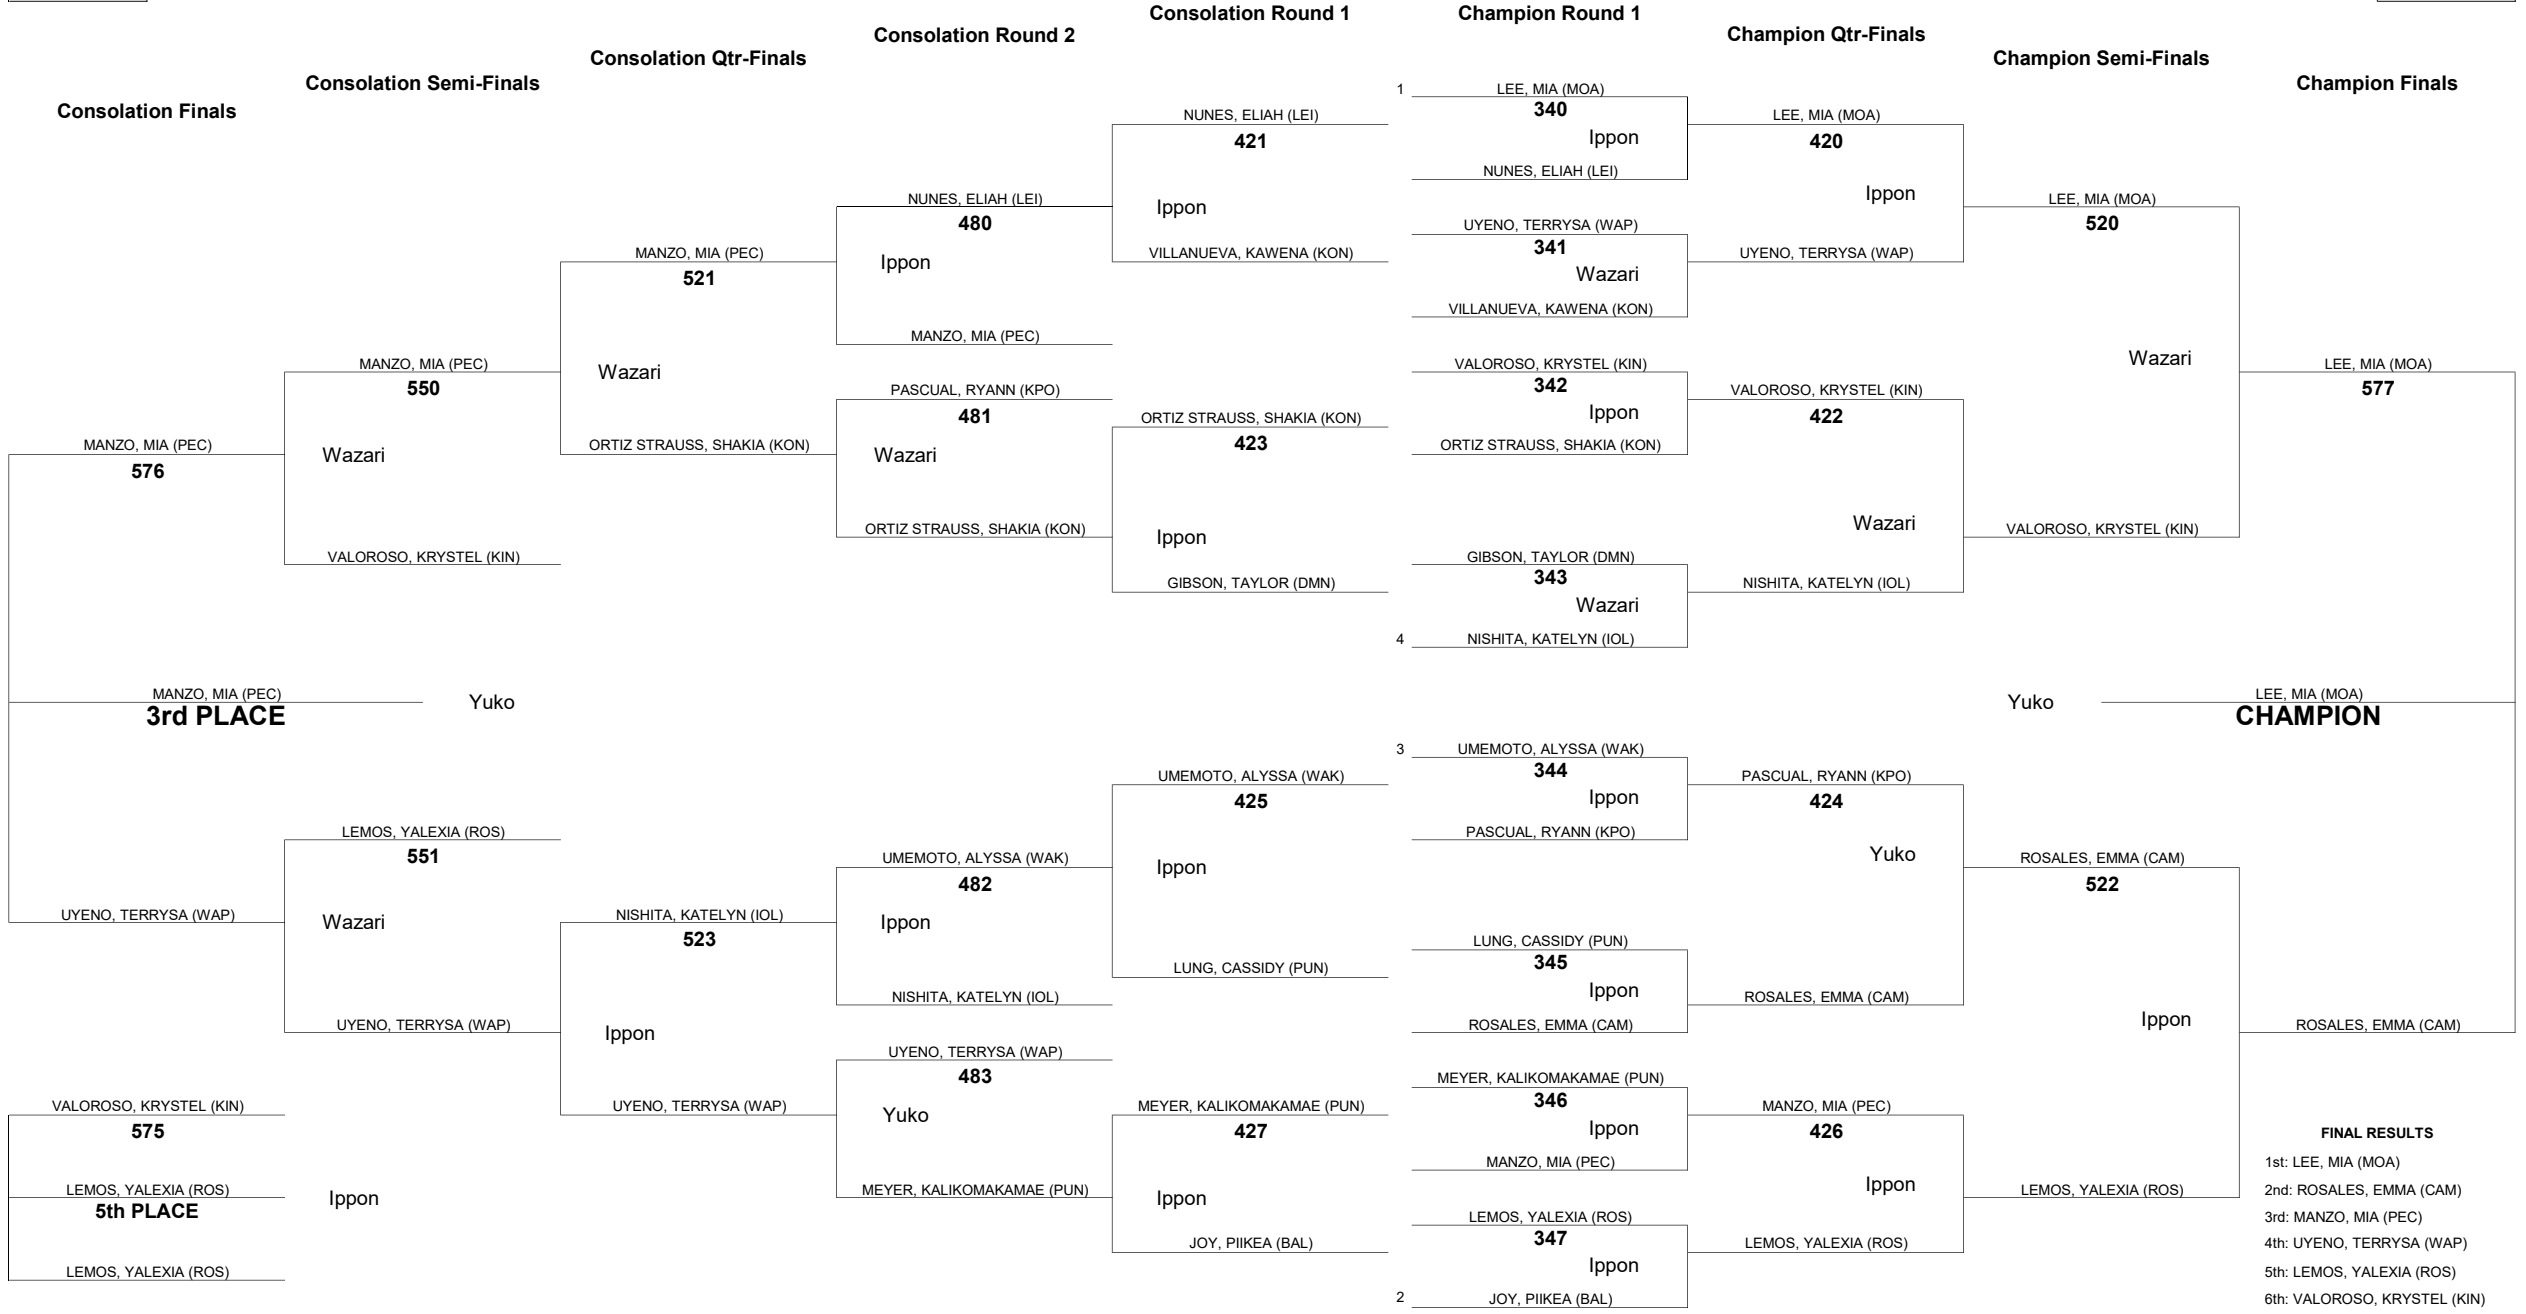 Consolation Round 1
Champion Round 1
Consolation Round 2
Champion Qtr-Finals
Consolation Qtr-Finals
Champion Semi-Finals
Consolation Semi-Finals
Champion Finals
Consolation Finals
MANZO, MIA (PEC)
576
MANZO, MIA (PEC)
3rd PLACE
Yuko
UYENO, TERRYSA (WAP)
VALOROSO, KRYSTEL (KIN)
575
LEMOS, YALEXIA (ROS)
5th PLACE
Ippon
LEMOS, YALEXIA (ROS)
MANZO, MIA (PEC)
550
Wazari
VALOROSO, KRYSTEL (KIN)
LEMOS, YALEXIA (ROS)
551
Wazari
UYENO, TERRYSA (WAP)
MANZO, MIA (PEC)
521
Wazari
ORTIZ STRAUSS, SHAKIA (KON)
NISHITA, KATELYN (IOL)
523
Ippon
UYENO, TERRYSA (WAP)
NUNES, ELIAH (LEI)
480
Ippon
MANZO, MIA (PEC)
PASCUAL, RYANN (KPO)
481
Wazari
ORTIZ STRAUSS, SHAKIA (KON)
UMEMOTO, ALYSSA (WAK)
482
Ippon
NISHITA, KATELYN (IOL)
UYENO, TERRYSA (WAP)
483
Yuko
MEYER, KALIKOMAKAMAE (PUN)
NUNES, ELIAH (LEI)
421
Ippon
VILLANUEVA, KAWENA (KON)
ORTIZ STRAUSS, SHAKIA (KON)
423
Ippon
GIBSON, TAYLOR (DMN)
UMEMOTO, ALYSSA (WAK)
425
Ippon
LUNG, CASSIDY (PUN)
MEYER, KALIKOMAKAMAE (PUN)
427
Ippon
JOY, PIIKEA (BAL)
1 LEE, MIA (MOA)
340
Ippon
NUNES, ELIAH (LEI)
UYENO, TERRYSA (WAP)
341
Wazari
VILLANUEVA, KAWENA (KON)
VALOROSO, KRYSTEL (KIN)
342
Ippon
ORTIZ STRAUSS, SHAKIA (KON)
GIBSON, TAYLOR (DMN)
343
Wazari
4 NISHITA, KATELYN (IOL)
3 UMEMOTO, ALYSSA (WAK)
344
Ippon
PASCUAL, RYANN (KPO)
LUNG, CASSIDY (PUN)
345
Ippon
ROSALES, EMMA (CAM)
MEYER, KALIKOMAKAMAE (PUN)
346
Ippon
MANZO, MIA (PEC)
LEMOS, YALEXIA (ROS)
347
Ippon
2 JOY, PIIKEA (BAL)
LEE, MIA (MOA)
420
Ippon
UYENO, TERRYSA (WAP)
VALOROSO, KRYSTEL (KIN)
422
Wazari
NISHITA, KATELYN (IOL)
PASCUAL, RYANN (KPO)
424
Yuko
ROSALES, EMMA (CAM)
MANZO, MIA (PEC)
426
Ippon
LEMOS, YALEXIA (ROS)
LEE, MIA (MOA)
520
Wazari
VALOROSO, KRYSTEL (KIN)
ROSALES, EMMA (CAM)
522
Ippon
LEMOS, YALEXIA (ROS)
LEE, MIA (MOA)
577
Yuko
LEE, MIA (MOA)
CHAMPION
ROSALES, EMMA (CAM)
FINAL RESULTS
1st: LEE, MIA (MOA)
2nd: ROSALES, EMMA (CAM)
3rd: MANZO, MIA (PEC)
4th: UYENO, TERRYSA (WAP)
5th: LEMOS, YALEXIA (ROS)
6th: VALOROSO, KRYSTEL (KIN)